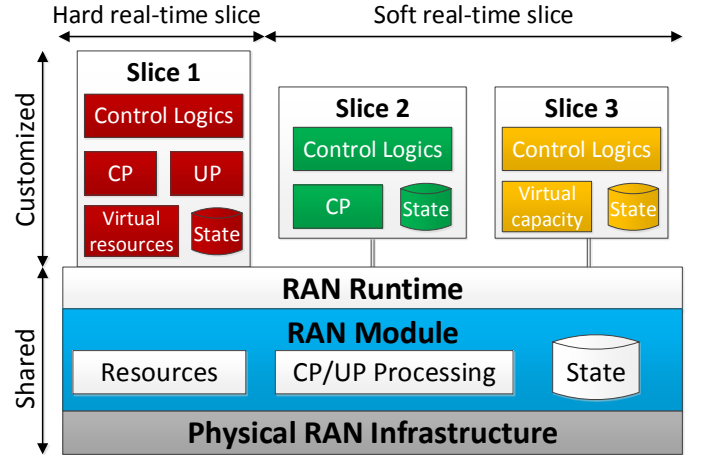 Hard real-time slice
Soft real-time slice
Customized
Slice 1
Control Logics
CP
UP
Virtual
resources
State
Slice 2
Control Logics
CP
State
Slice 3
Control Logics
Virtual
capacity
State
Shared
RAN Runtime
RAN Module
Resources
CP/UP Processing
State
Physical RAN Infrastructure